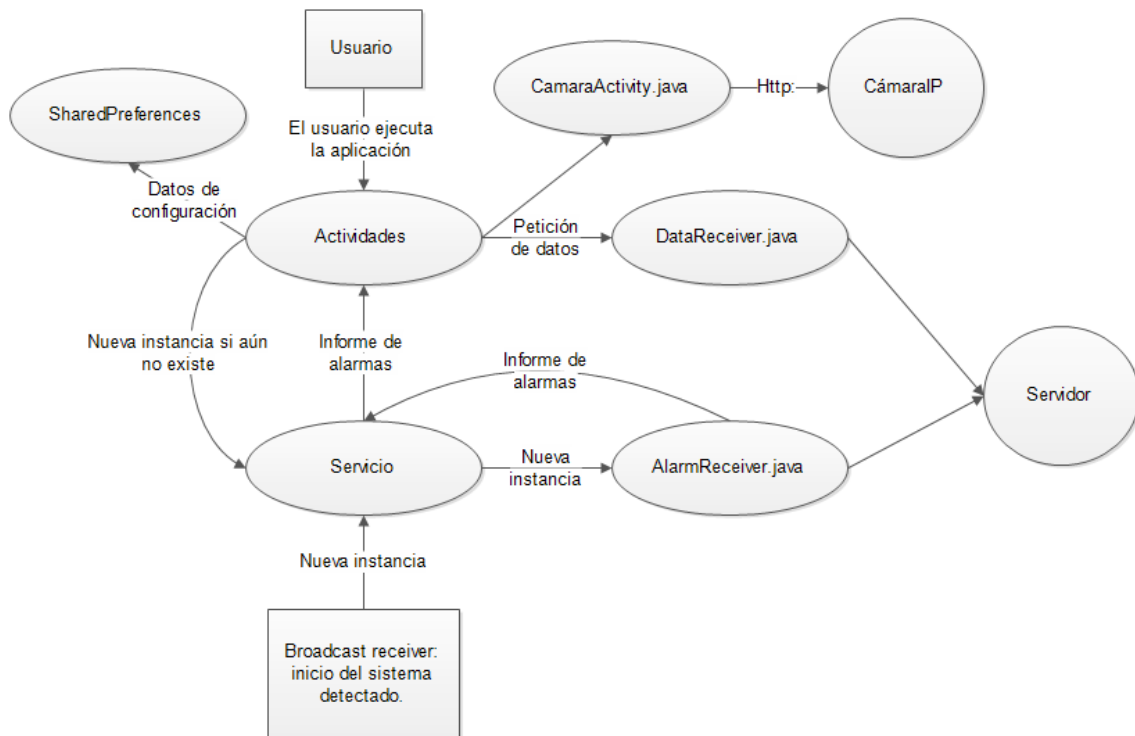 Usuario
CamaraActivity.java
Http:
CámaraIP
SharedPreferences
El usuario ejecuta
la aplicación
Datos de
configuración
Actividades
Petición
de datos
DataReceiver.java
Nueva instancia si aún
no existe
Informe de
alarmas
Informe de
alarmas
Servidor
Servicio
Nueva
instancia
AlarmReceiver.java
Nueva instancia
Broadcast receiver:
inicio del sistema
detectado.